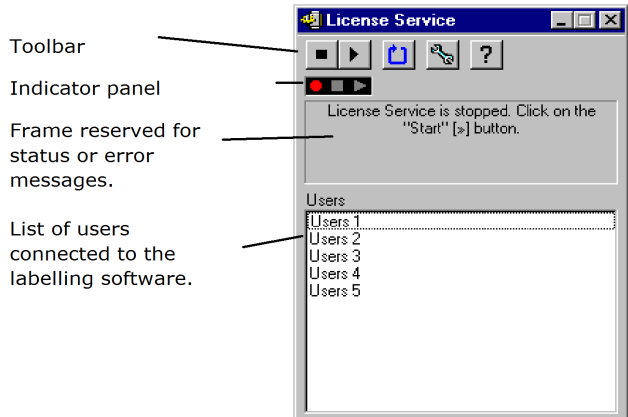 License Service
Toolbar
Indicator panel
Frame reserved for
status or error
messages.
License Service is stopped. Click on the
"Start" [»] button.
List of users
connected to the
labelling software.
Users
Users 1
Users 2
Users 3
Users 4
Users 5